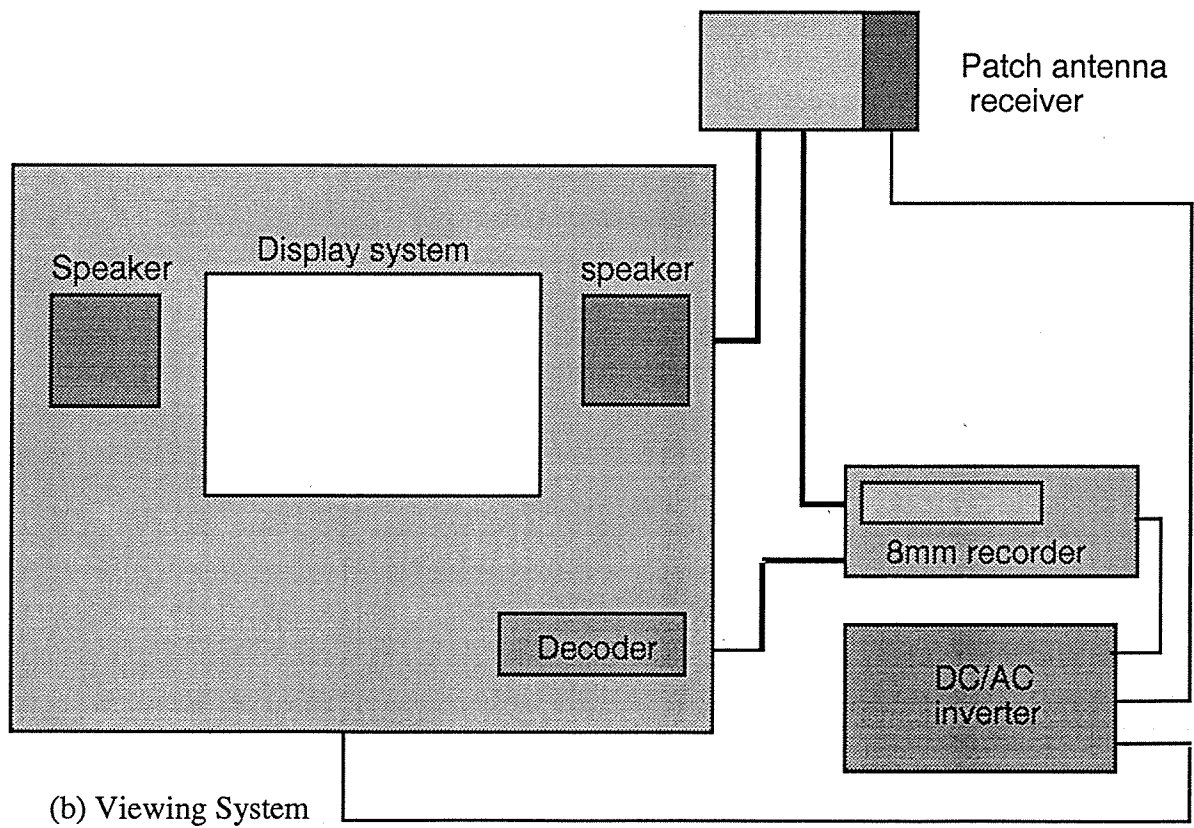 Patch antenna
receiver
Display system
Speaker
speaker
8mm recorder
Decoder
DC/AC
inverter
(b) Viewing System